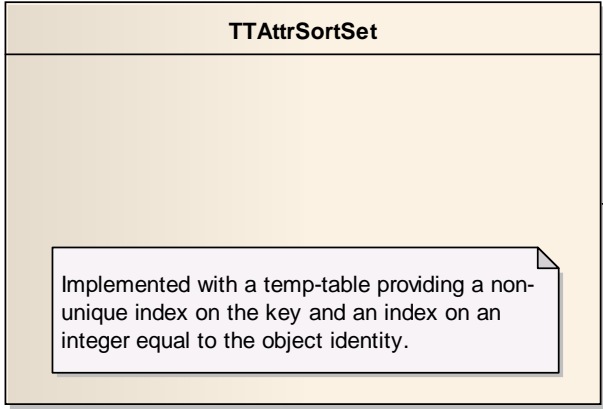 TTAttrSortSet
Implemented with a temp-table providing a non-
unique index on the key and an index on an
integer equal to the object identity.